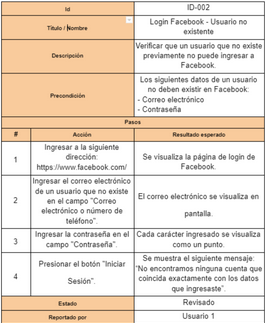 Id ID-002
Título / Nombre Login Facebook - Usuario no
existente
Descripción Verificar que un usuario que no existe
previamente no puede ingresar a
Facebook.
Precondición Los siguientes datos de un usuario
no deben existir en Facebook:
- Correo electrónico
- Contraseña
Pasos
# Acción Resultado esperado
1 Ingresar a la siguiente
dirección:
https://www.facebook.com/
Se visualiza la página de login de
Facebook.
2 Ingresar el correo electrónico
de un usuario que no existe
en el campo "Correo
electrónico o número de
teléfono".
El correo electrónico se visualiza en
pantalla.
3 Ingresar la contraseña en el
campo "Contraseña".
Cada carácter ingresado se visualiza
como un punto.
4 Presionar el botón "Iniciar
Sesión".
Se muestra el siguiente mensaje:
"No encontramos ninguna cuenta que
coincida exactamente con los datos
que ingresaste".
Estado Revisado
Reportado por Usuario 1